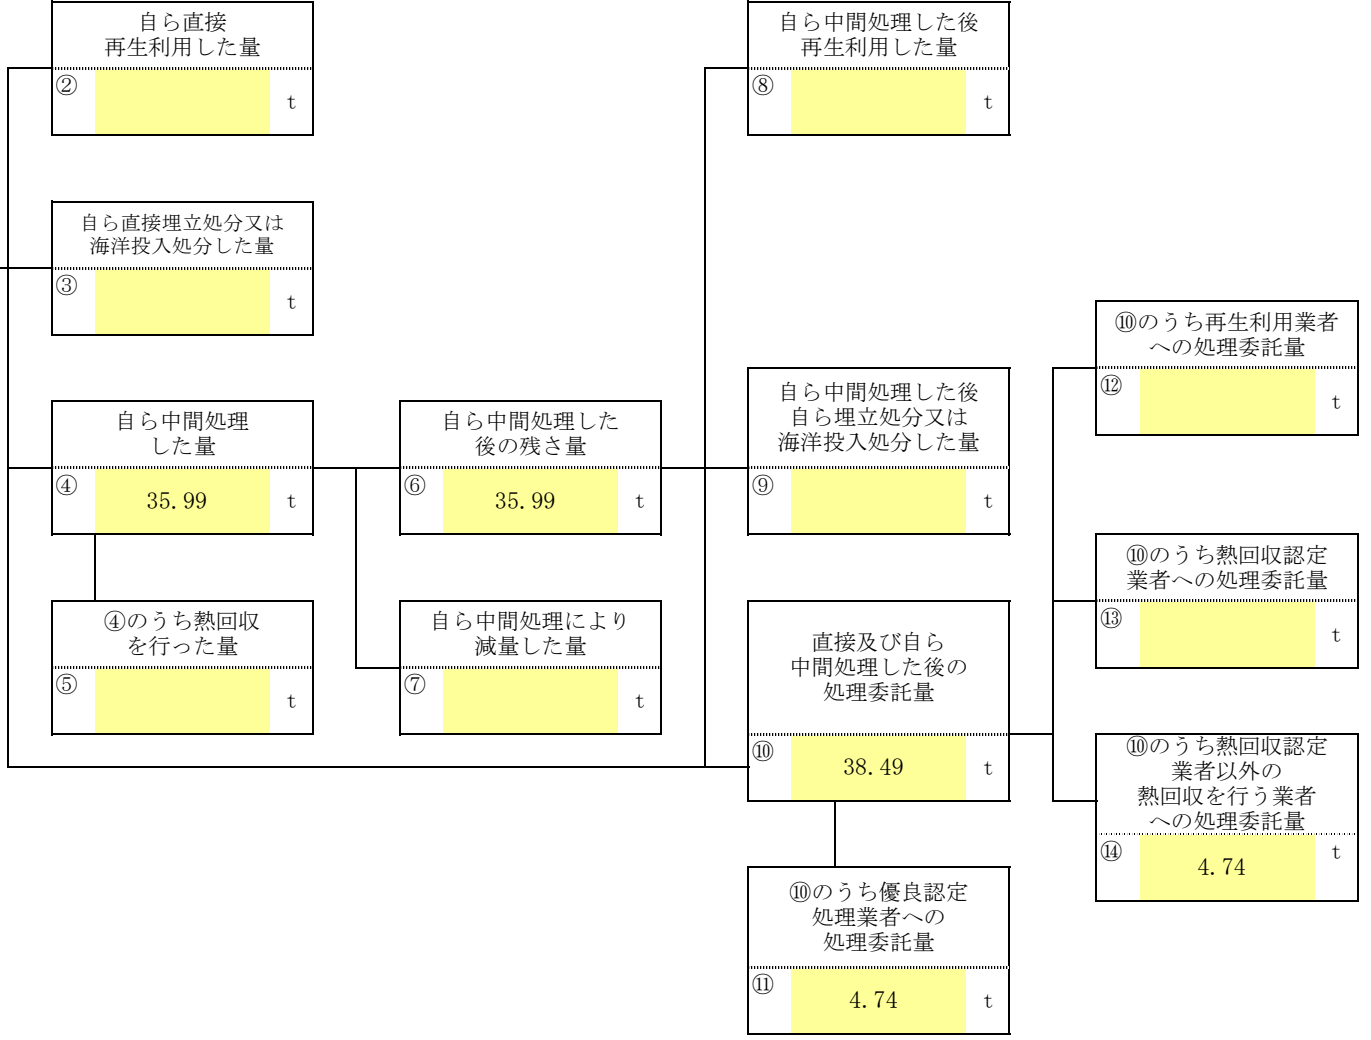 自ら直接
再生利用した量
②
t
自ら中間処理した後
再生利用した量
⑧
t
自ら直接埋立処分又は
海洋投入処分した量
③
t
⑩のうち再生利用業者
への処理委託量
⑫
t
自ら中間処理
した量
④
35.99
t
自ら中間処理した
後の残さ量
⑥
35.99
t
自ら中間処理した後
自ら埋立処分又は
海洋投入処分した量
⑨
t
⑩のうち熱回収認定
業者への処理委託量
⑬
t
④のうち熱回収
を行った量
⑤
t
自ら中間処理により
減量した量
⑦
t
直接及び自ら
中間処理した後の
処理委託量
⑩
38.49
t
⑩のうち熱回収認定
業者以外の
熱回収を行う業者
への処理委託量
⑭
4.74
t
⑩のうち優良認定
処理業者への
処理委託量
⑪
4.74
t